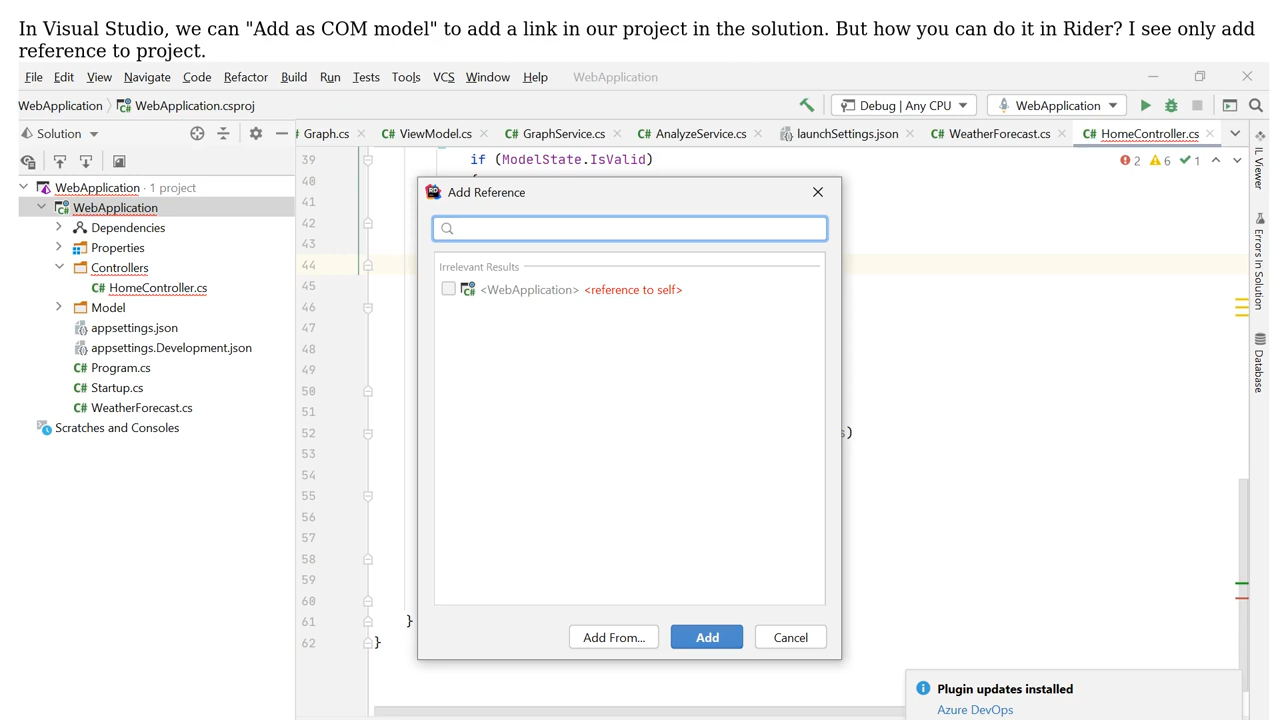 In Visual Studio, we can "Add as COM model" to add a link in our project in the solution. But how you can do it in Rider? I see only add
reference to project.
File Edit View Navigate Code Refactor Build Run Tests Tools VCS Window Help WebApplication
WebApplication WebApplication.csproj Debug | Any CPU WebApplication
Solution Graph.cs ViewModel.cs GraphService.cs AnalyzeService.cs launchSettings.json WeatherForecast.cs HomeController.cs
39 if (ModelState.IsValid) 2 6 1
IL Viewer
Errors In Solution
Database
WebApplication · 1 project
WebApplication
Dependencies
Properties
Controllers
HomeController.cs
Model
appsettings.json
appsettings.Development.json
Program.cs
Startup.cs
WeatherForecast.cs
Scratches and Consoles
40
41
42
43
44
45
46
47
48
49
50
51
52 s)
53
54
55
56
57
58
59
60
61 }
62 }
Add Reference
Irrelevant Results
<WebApplication> <reference to self>
Add From... Add Cancel
Plugin updates installed
Azure DevOps